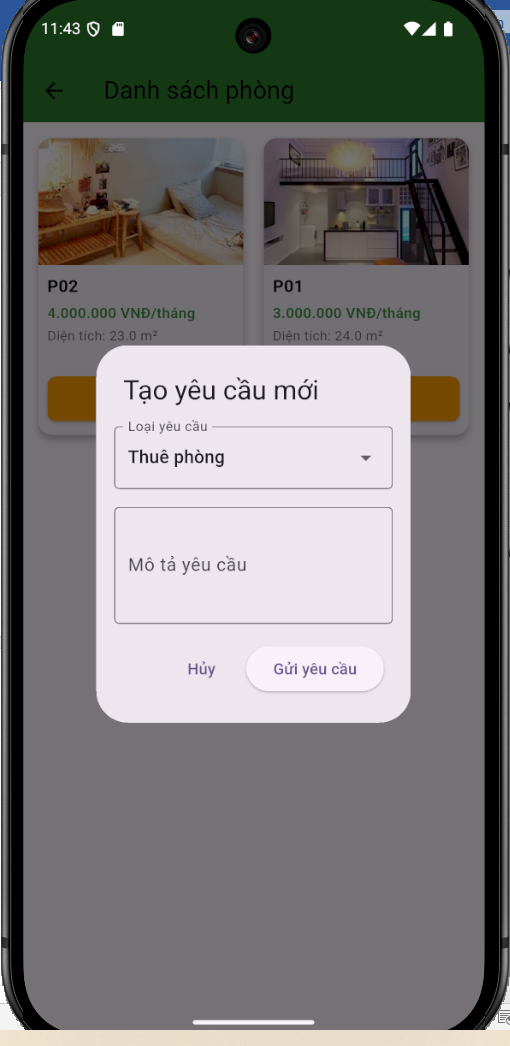 11:43
Danh sách phòng
P02
4.000.000 VNĐ/tháng
Diện tích: 23.0 m²
P01
3.000.000 VNĐ/tháng
Diện tích: 24.0 m²
Tạo yêu cầu mới
Loại yêu cầu
Thuê phòng
Mô tả yêu cầu
Hủy
Gửi yêu cầu